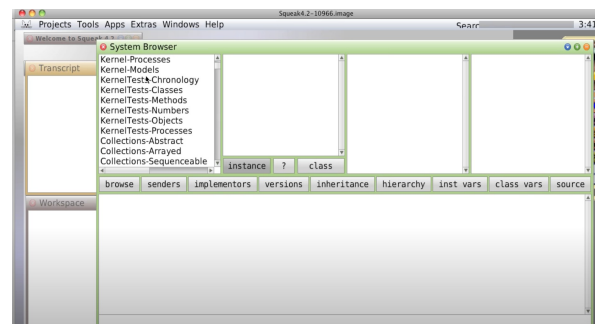 Squeak4.2-10966.image
Projects Tools Apps Extras Windows Help
3:41
Welcome to Squeak 4.2
System Browser
Transcript
Kernel-Processes
Kernel-Models
KernelTests-Chronology
KernelTests-Classes
KernelTests-Methods
KernelTests-Numbers
KernelTests-Objects
KernelTests-Processes
Collections-Abstract
Collections-Arrayed
Collections-Sequenceable
instance ? class
browse senders implementors versions inheritance hierarchy inst vars class vars source
Workspace